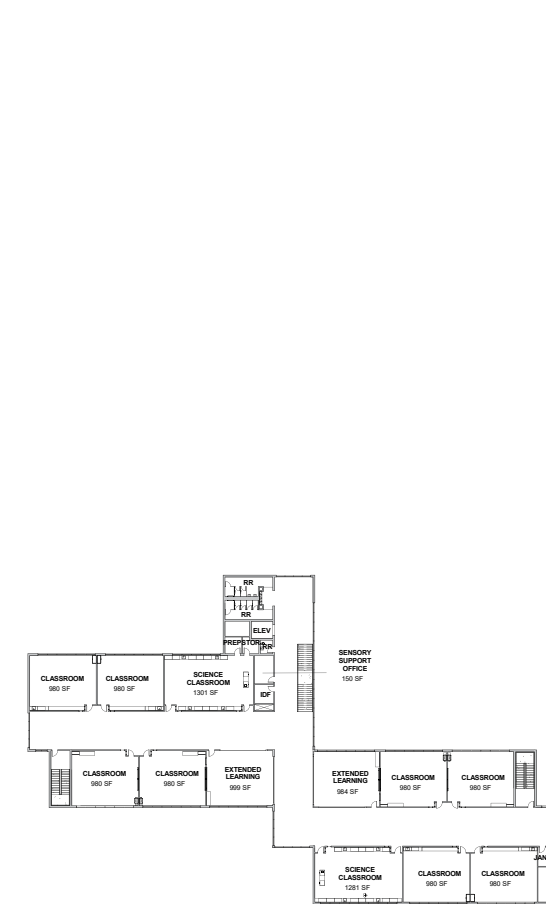 RR
RR
ELEV
PREP STOR.
RR
SENSORY
SUPPORT
OFFICE
150 SF
CLASSROOM
980 SF
CLASSROOM
980 SF
SCIENCE
CLASSROOM
1301 SF
IDF
CLASSROOM
980 SF
CLASSROOM
980 SF
EXTENDED
LEARNING
999 SF
EXTENDED
LEARNING
984 SF
CLASSROOM
980 SF
CLASSROOM
980 SF
SCIENCE
CLASSROOM
1281 SF
CLASSROOM
980 SF
CLASSROOM
980 SF
JAN